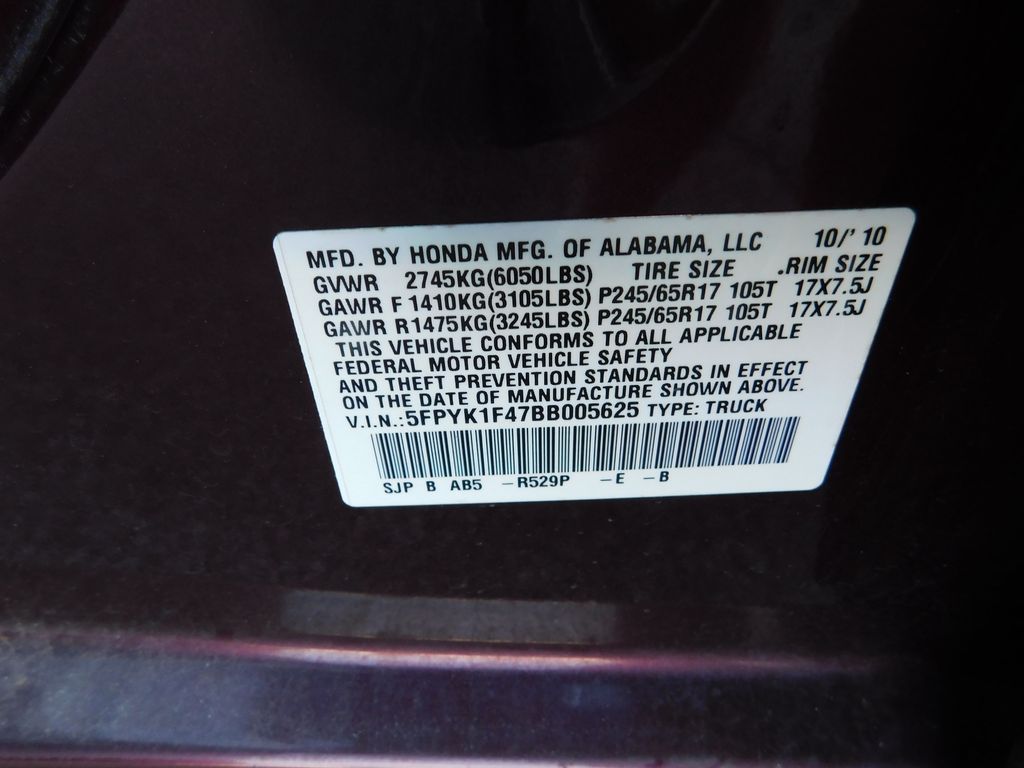 MFD. BY HONDA MFG. OF ALABAMA, LLC 10/'10
GVWR 2745KG(6050LBS) TIRE SIZE .RIM SIZE
GAWR F 1410KG(3105LBS) P245/65R17 105T 17X7.5J
GAWR R1475KG(3245LBS) P245/65R17 105T 17X7.5J
THIS VEHICLE CONFORMS TO ALL APPLICABLE
FEDERAL MOTOR VEHICLE SAFETY
AND THEFT PREVENTION STANDARDS IN EFFECT
ON THE DATE OF MANUFACTURE SHOWN ABOVE.
V.I.N.:5FPYK1F47BB005625 TYPE: TRUCK
SJP B AB5 -R529P -E -B